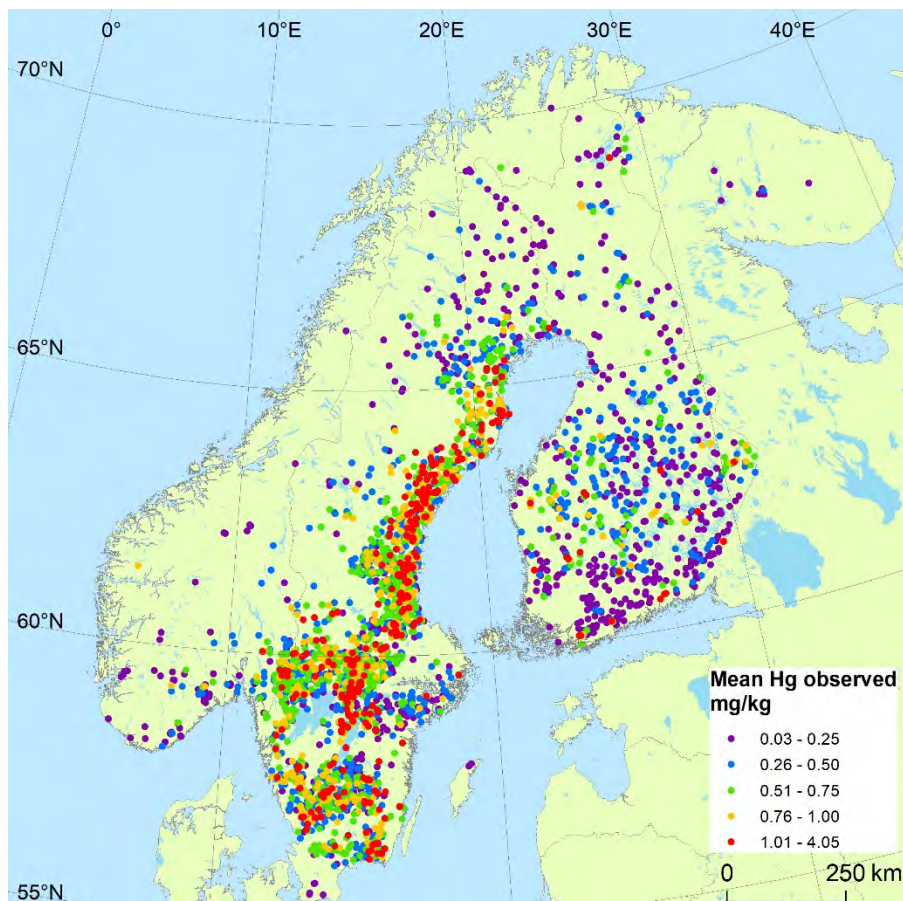 0°
10°E
20°E
30°E
40°E
70°N
65°N
60°N
55°N
Mean Hg observed
mg/kg
0.03 - 0.25
0.26 - 0.50
0.51 - 0.75
0.76 - 1.00
1.01 - 4.05
0 250 km